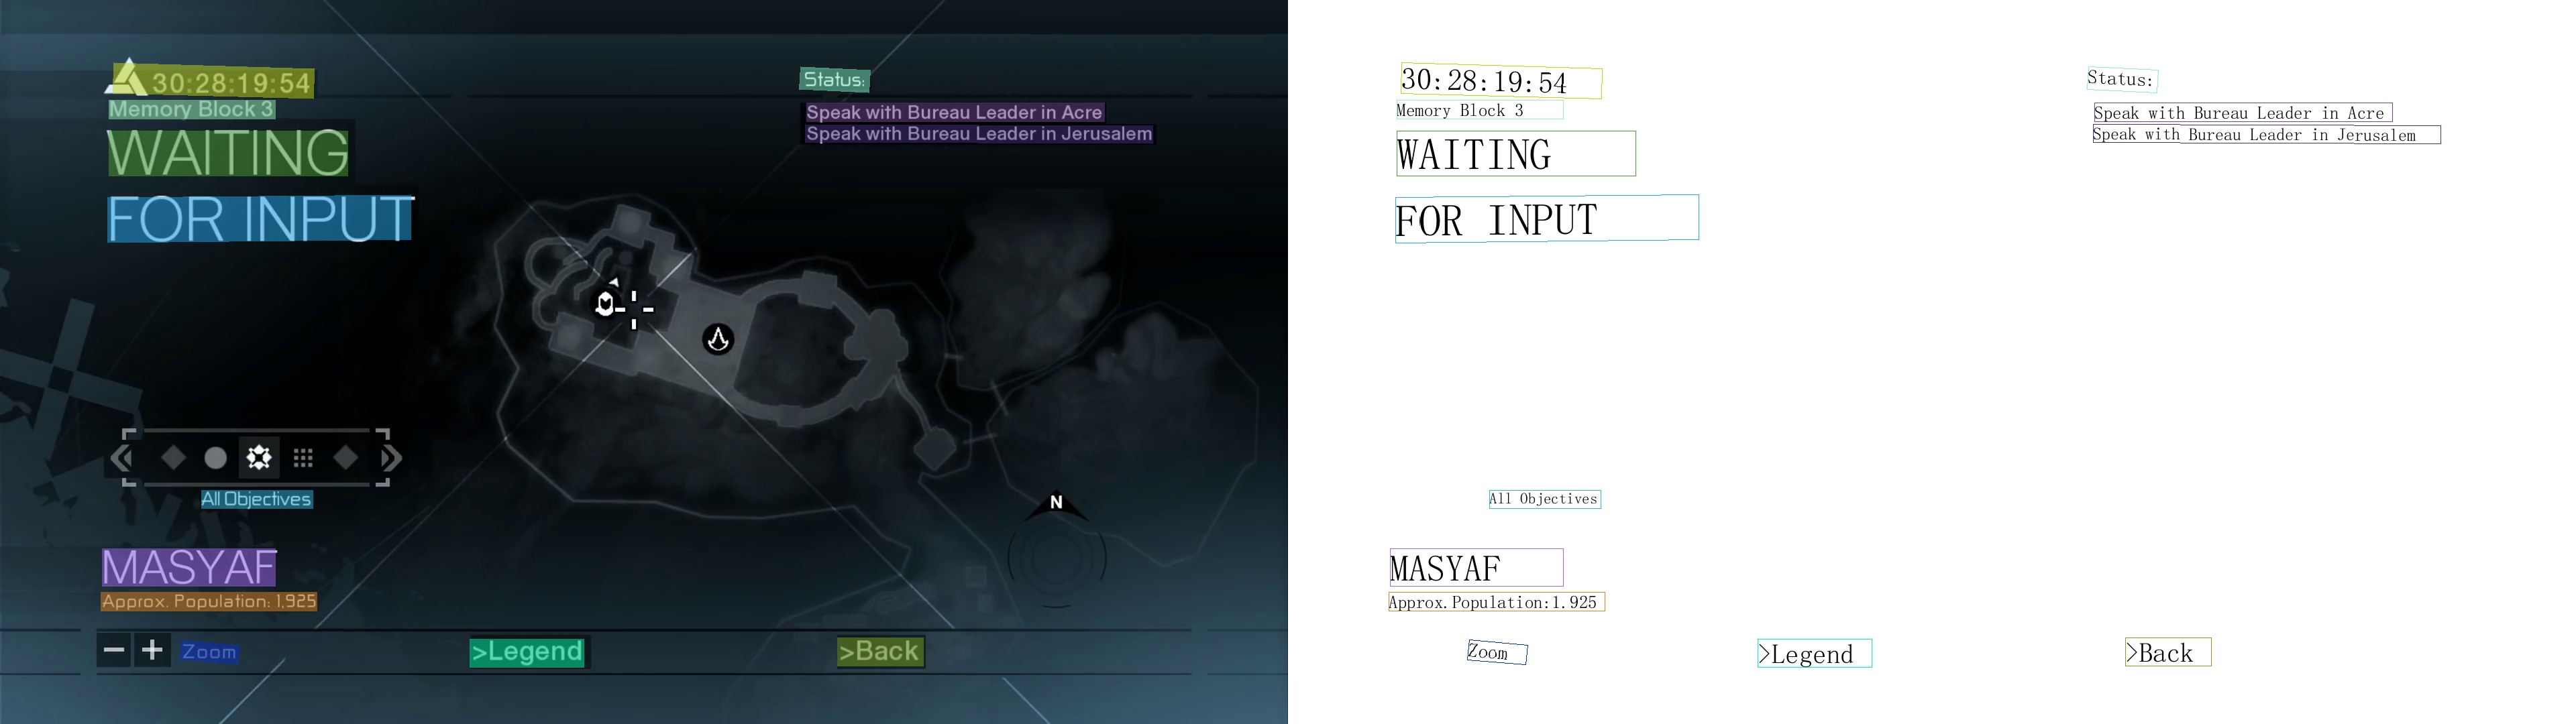 30:28:19:54
Memory Block 3
WAITING
FOR INPUT
Status:
Speak with Bureau Leader in Acre
Speak with Bureau Leader in Jerusalem
All Objectives
N
MASYAF
Approx. Population: 1,925
Zoom
>Legend
>Back
30:28:19:54
Memory Block 3
WAITING
FOR INPUT
Status:
Speak with Bureau Leader in Acre
Speak with Bureau Leader in Jerusalem
All Objectives
MASYAF
Approx.Population:1.925
Zoom
>Legend
>Back